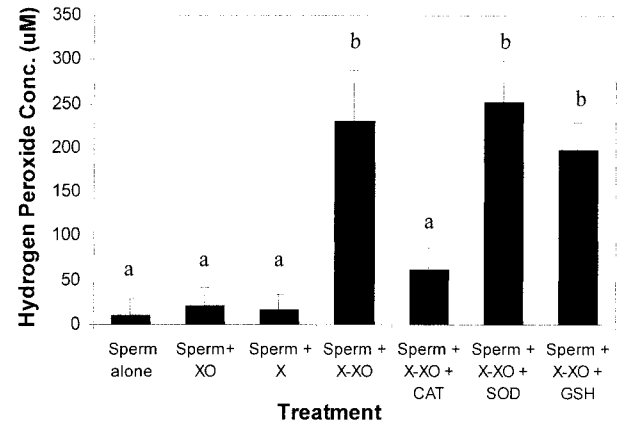 Hydrogen Peroxide Conc. (uM)
350
300
250
200
150
100
50
0
a
a
a
b
a
b
b
Sperm alone
Sperm+ XO
Sperm + X
Sperm + X-XO
Sperm + X-XO + CAT
Sperm + X-XO + SOD
Sperm + X-XO + GSH
Treatment